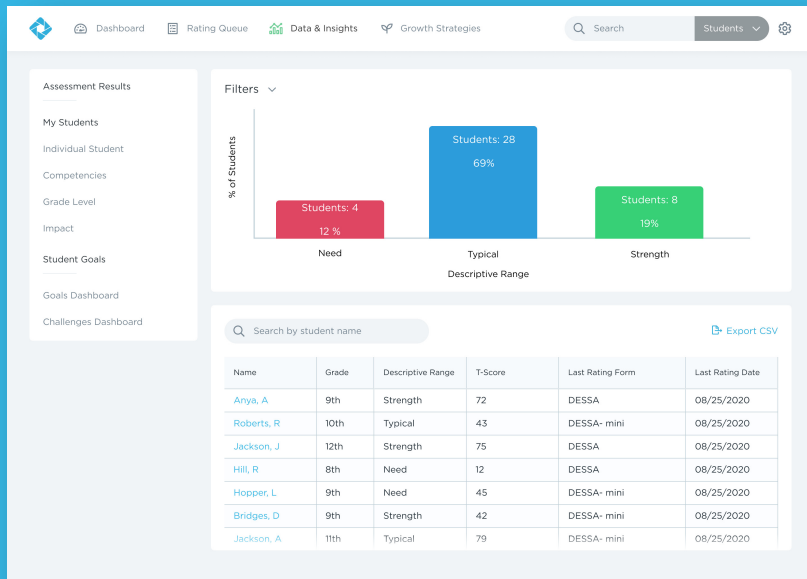 Dashboard Rating Queue Data & Insights Growth Strategies Search Students
Assessment Results
My Students
Individual Student
Competencies
Grade Level
Impact
Student Goals
Goals Dashboard
Challenges Dashboard
Filters
% of Students
Students: 4
12 %
Students: 28
69%
Students: 8
19%
Need Typical Strength
Descriptive Range
Search by student name Export CSV
Name Grade Descriptive Range T-Score Last Rating Form Last Rating Date
Anya, A 9th Strength 72 DESSA 08/25/2020
Roberts, R 10th Typical 43 DESSA- mini 08/25/2020
Jackson, J 12th Strength 75 DESSA 08/25/2020
Hill, R 8th Need 12 DESSA 08/25/2020
Hopper, L 9th Need 45 DESSA- mini 08/25/2020
Bridges, D 9th Strength 42 DESSA- mini 08/25/2020
Jackson, A 11th Typical 79 DESSA- mini 08/25/2020